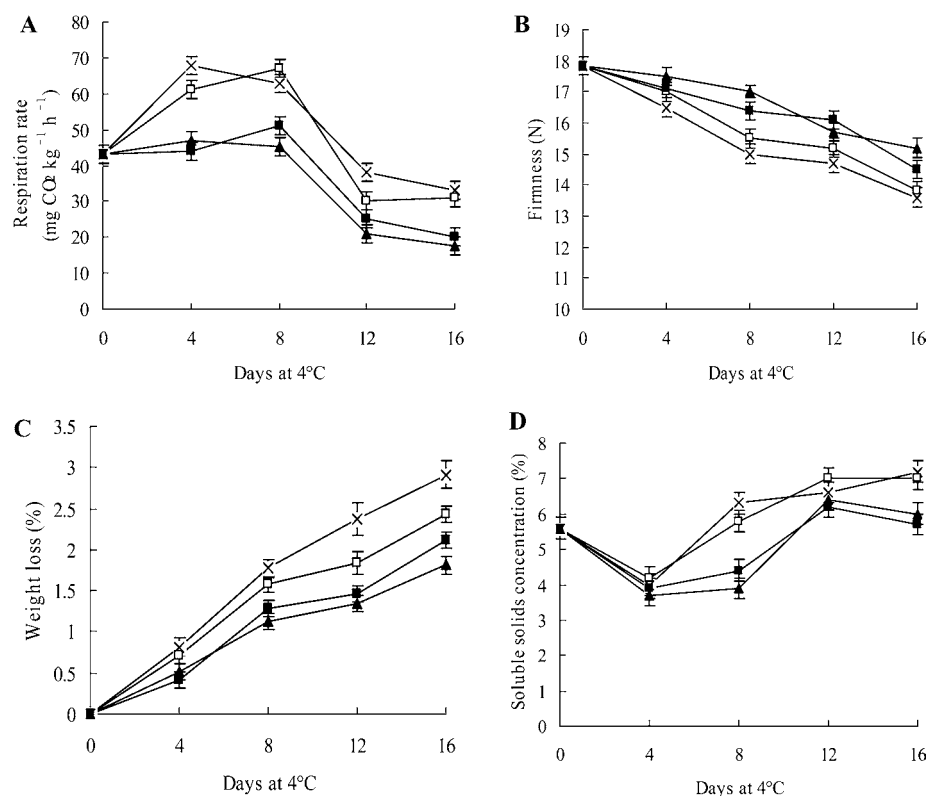 A
80
70
60
50
40
30
20
10
0
Respiration rate
(mg CO₂ kg⁻¹ h⁻¹)
0 4 8 12 16
Days at 4°C
B
19
18
17
16
15
14
13
12
11
10
Firmness (N)
0 4 8 12 16
Days at 4°C
C
3.5
3
2.5
2
1.5
1
0.5
0
Weight loss (%)
0 4 8 12 16
Days at 4°C
D
8
7
6
5
4
3
2
1
0
Soluble solids concentration (%)
0 4 8 12 16
Days at 4°C